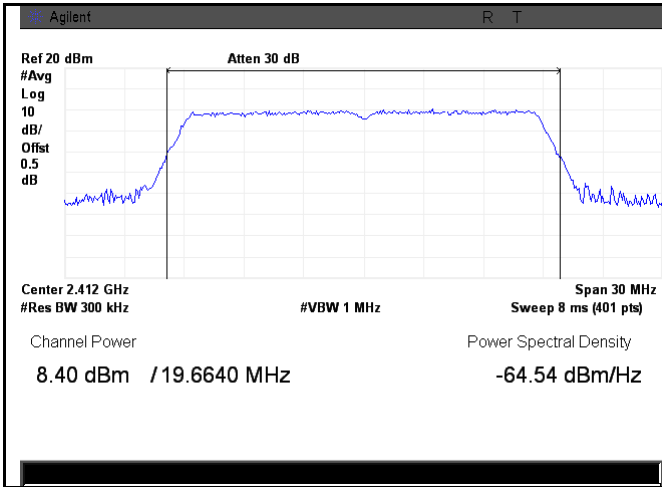 Agilent R T
Ref 20 dBm Atten 30 dB
#Avg
Log
10
dB/
Offst
0.5
dB
Center 2.412 GHz Span 30 MHz
#Res BW 300 kHz #VBW 1 MHz Sweep 8 ms (401 pts)
Channel Power Power Spectral Density
8.40 dBm / 19.6640 MHz -64.54 dBm/Hz